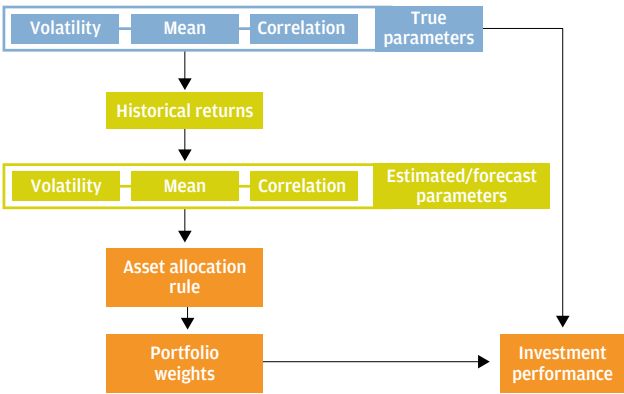 Volatility
Mean
Correlation
True
parameters
Historical returns
Volatility
Mean
Correlation
Estimated/forecast
parameters
Asset allocation
rule
Portfolio
weights
Investment
performance